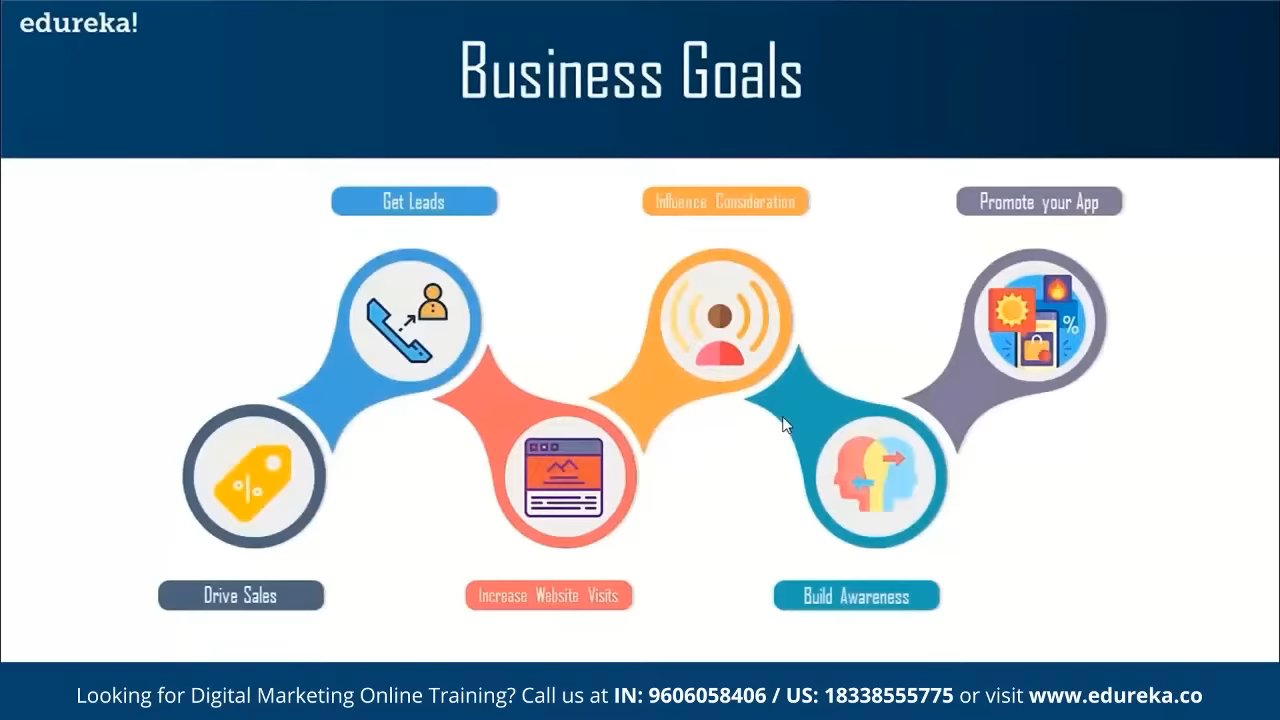 edureka!
Business Goals
Get Leads
Influence Consideration
Promote your App
%
%
Drive Sales
Increase Website Visits
Build Awareness
Looking for Digital Marketing Online Training? Call us at IN: 9606058406 / US: 18338555775 or visit www.edureka.co